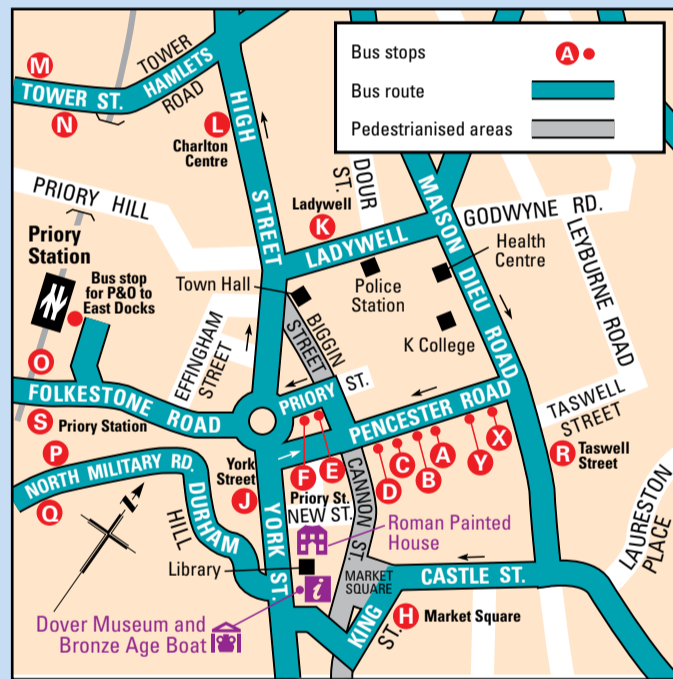 Bus stops
A
Bus route
Pedestrianised areas
M
TOWER
HAMLETS
ROAD
TOWER ST.
N
L
Charlton
Centre
HIGH
STREET
PRIORY HILL
Ladywell
K
LADYWELL
DOUR
ST.
MAISON DIEU ROAD
GODWYNE RD.
LEYBURNE ROAD
Priory
Station
Bus stop
for P&O to
East Docks
Town Hall
Police
Station
Health
Centre
K College
BIGGIN
STREET
EFFINGHAM
STREET
O
FOLKESTONE ROAD
PRIORY ST.
PENCESTER ROAD
TASWELL
STREET
S
Priory Station
P
NORTH MILITARY RD.
Q
York
Street
J
F
E
Priory St.
D
C
B
A
Y
X
R
Taswell
Street
NEW ST.
CANNON ST.
DURHAM
HILL
YORK ST.
Roman Painted
House
Library
i
MARKET
SQUARE
CASTLE ST.
LAURESTON
PLACE
Dover Museum and
Bronze Age Boat
KING
ST.
H
Market Square
Z